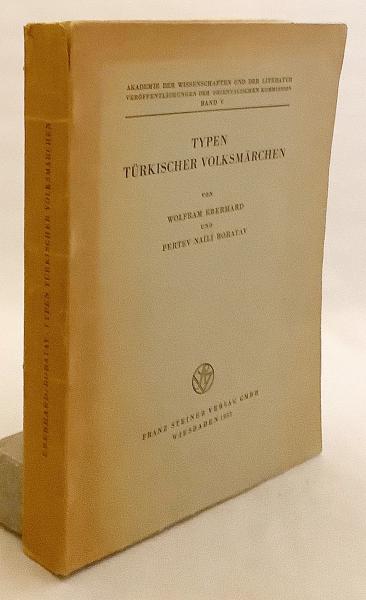 AKADEMIE DER WISSENSCHAFTEN UND DER LITERATUR
VERÖFFENTLICHUNGEN DER ORIENTALISCHEN KOMMISSION
BAND V
TYPEN
TÜRKISCHER VOLKSMÄRCHEN
VON
WOLFRAM EBERHARD
UND
PERTEV NAILI BORATAV
FRANZ STEINER VERLAG GMBH
WIESBADEN 1953
EBERHARD-BORATAV · TYPEN TÜRKISCHER VOLKSMÄRCHEN